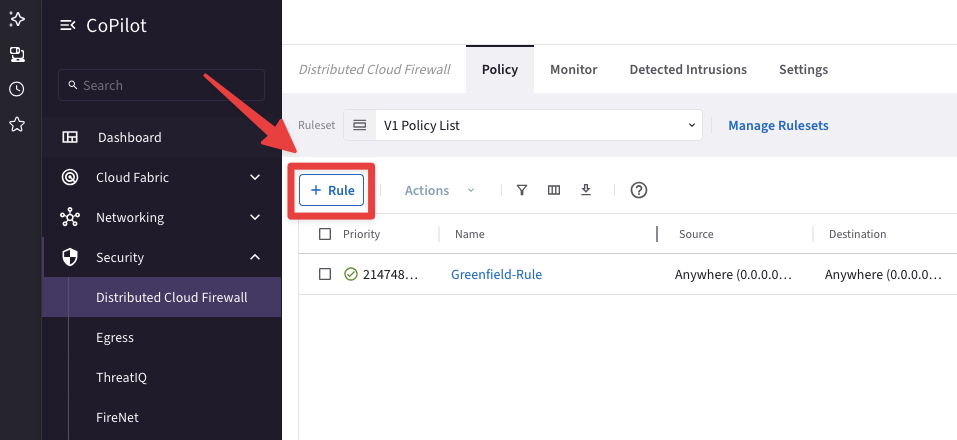 CoPilot
Search
Dashboard
Cloud Fabric
Networking
Security
Distributed Cloud Firewall
Egress
ThreatIQ
FireNet
Distributed Cloud Firewall Policy Monitor Detected Intrusions Settings
Ruleset V1 Policy List Manage Rulesets
+ Rule Actions
Priority Name Source Destination
214748... Greenfield-Rule Anywhere (0.0.0.0... Anywhere (0.0.0.0...